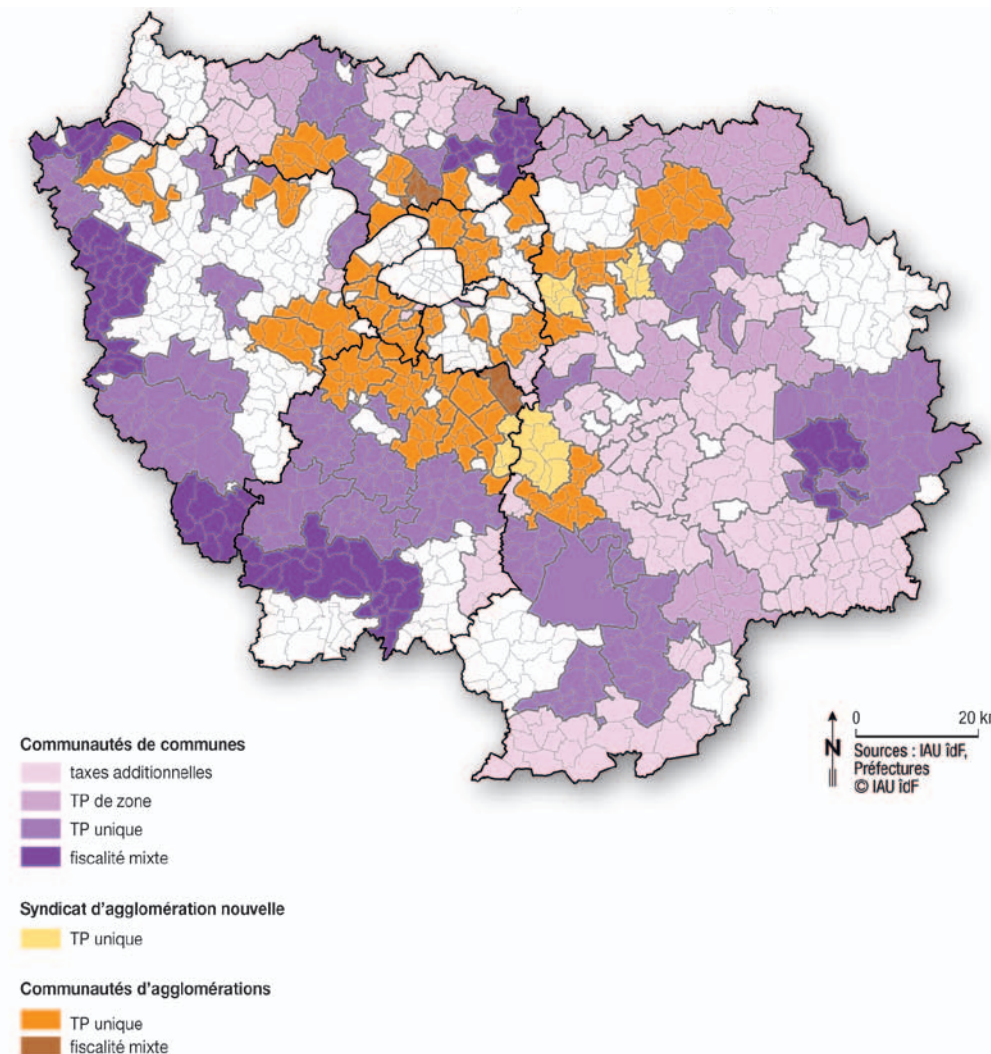 0 20 km
N
Sources : IAU îdF,
Préfectures
© IAU îdF
Communautés de communes
taxes additionnelles
TP de zone
TP unique
fiscalité mixte
Syndicat d'agglomération nouvelle
TP unique
Communautés d'agglomérations
TP unique
fiscalité mixte